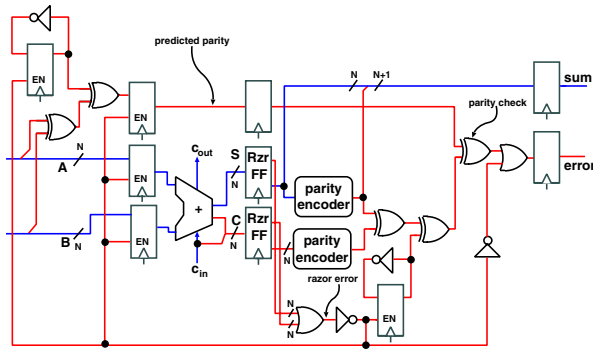 predicted parity
N N+1
sum
EN
EN
parity check
N
A
c_out
S
N
Rzr
FF
error
EN
parity
encoder
+
B
N
EN
C
N
Rzr
FF
N
parity
encoder
c_in
razor error
N
N
EN